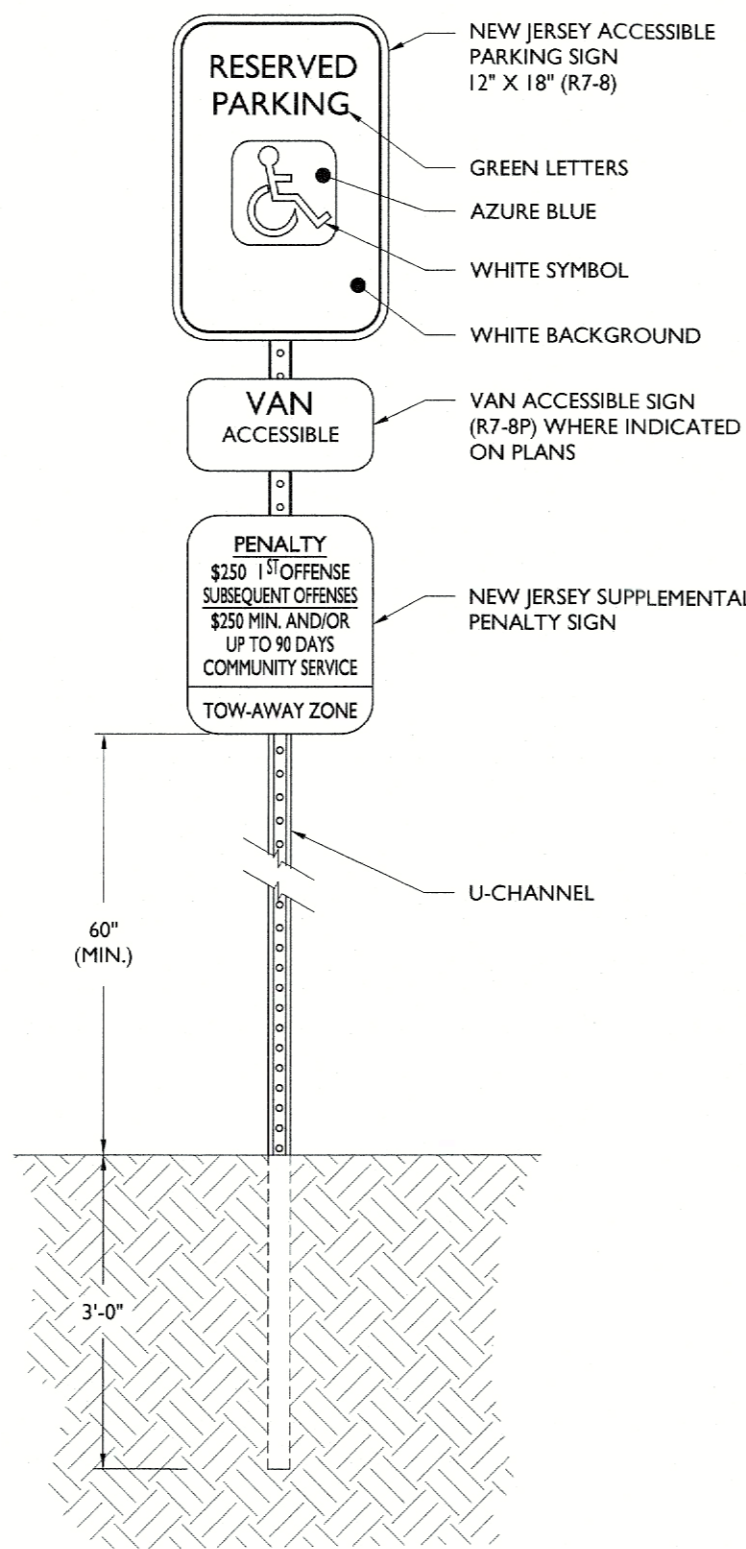 NEW JERSEY ACCESSIBLE
PARKING SIGN
12" X 18" (R7-8)
RESERVED
PARKING
GREEN LETTERS
AZURE BLUE
WHITE SYMBOL
WHITE BACKGROUND
VAN
ACCESSIBLE
VAN ACCESSIBLE SIGN
(R7-8P) WHERE INDICATED
ON PLANS
PENALTY
$250 1ST OFFENSE
SUBSEQUENT OFFENSES
$250 MIN. AND/OR
UP TO 90 DAYS
COMMUNITY SERVICE
TOW-AWAY ZONE
NEW JERSEY SUPPLEMENTAL
PENALTY SIGN
U-CHANNEL
60"
(MIN.)
3'-0"